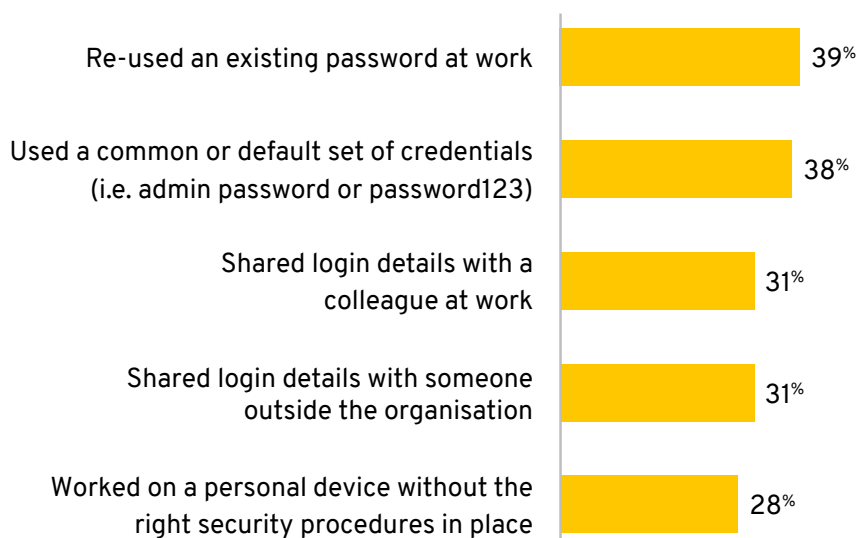 Re-used an existing password at work
39%
Used a common or default set of credentials
(i.e. admin password or password123)
38%
Shared login details with a
colleague at work
31%
Shared login details with someone
outside the organisation
31%
Worked on a personal device without the
right security procedures in place
28%